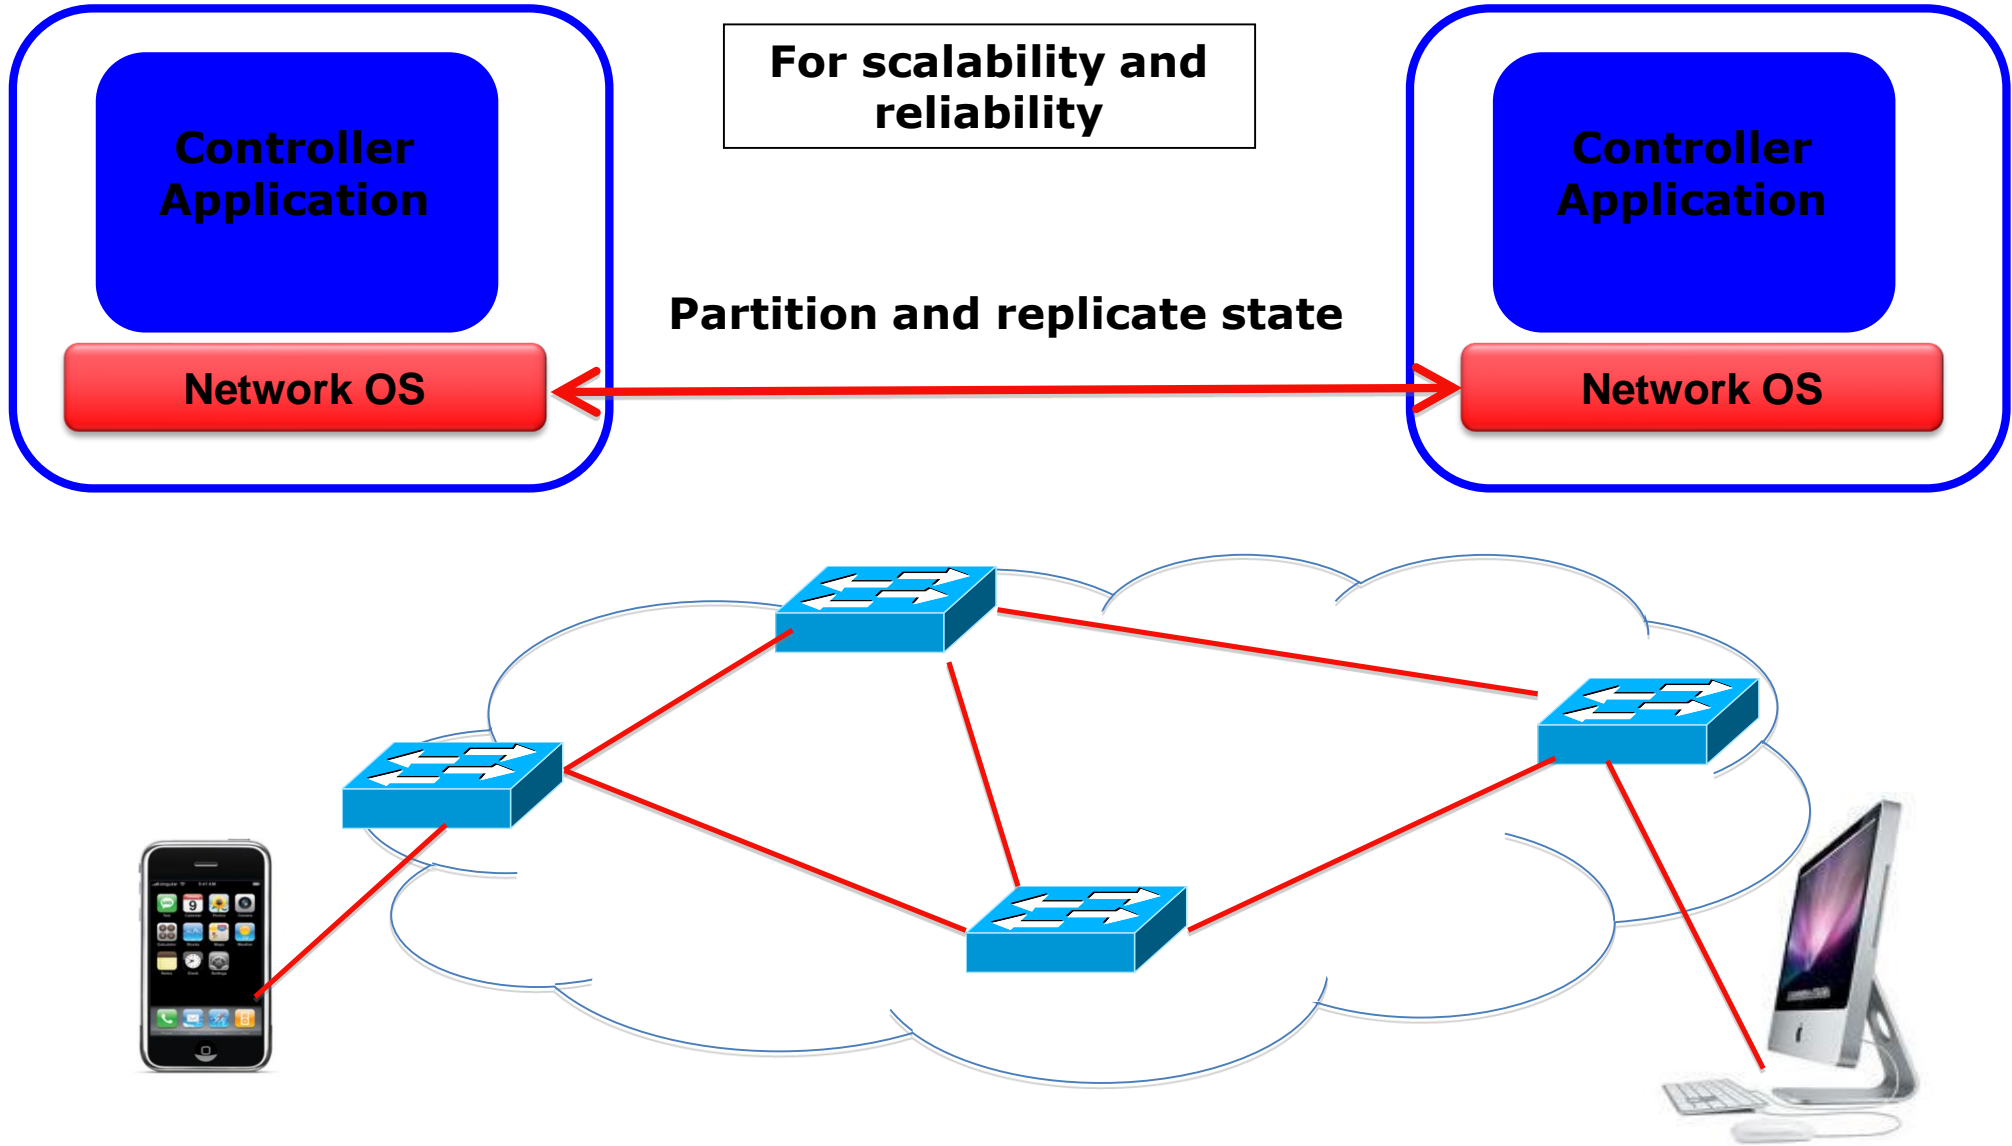 For scalability and
reliability
Controller
Application
Controller
Application
Partition and replicate state
Network OS
Network OS